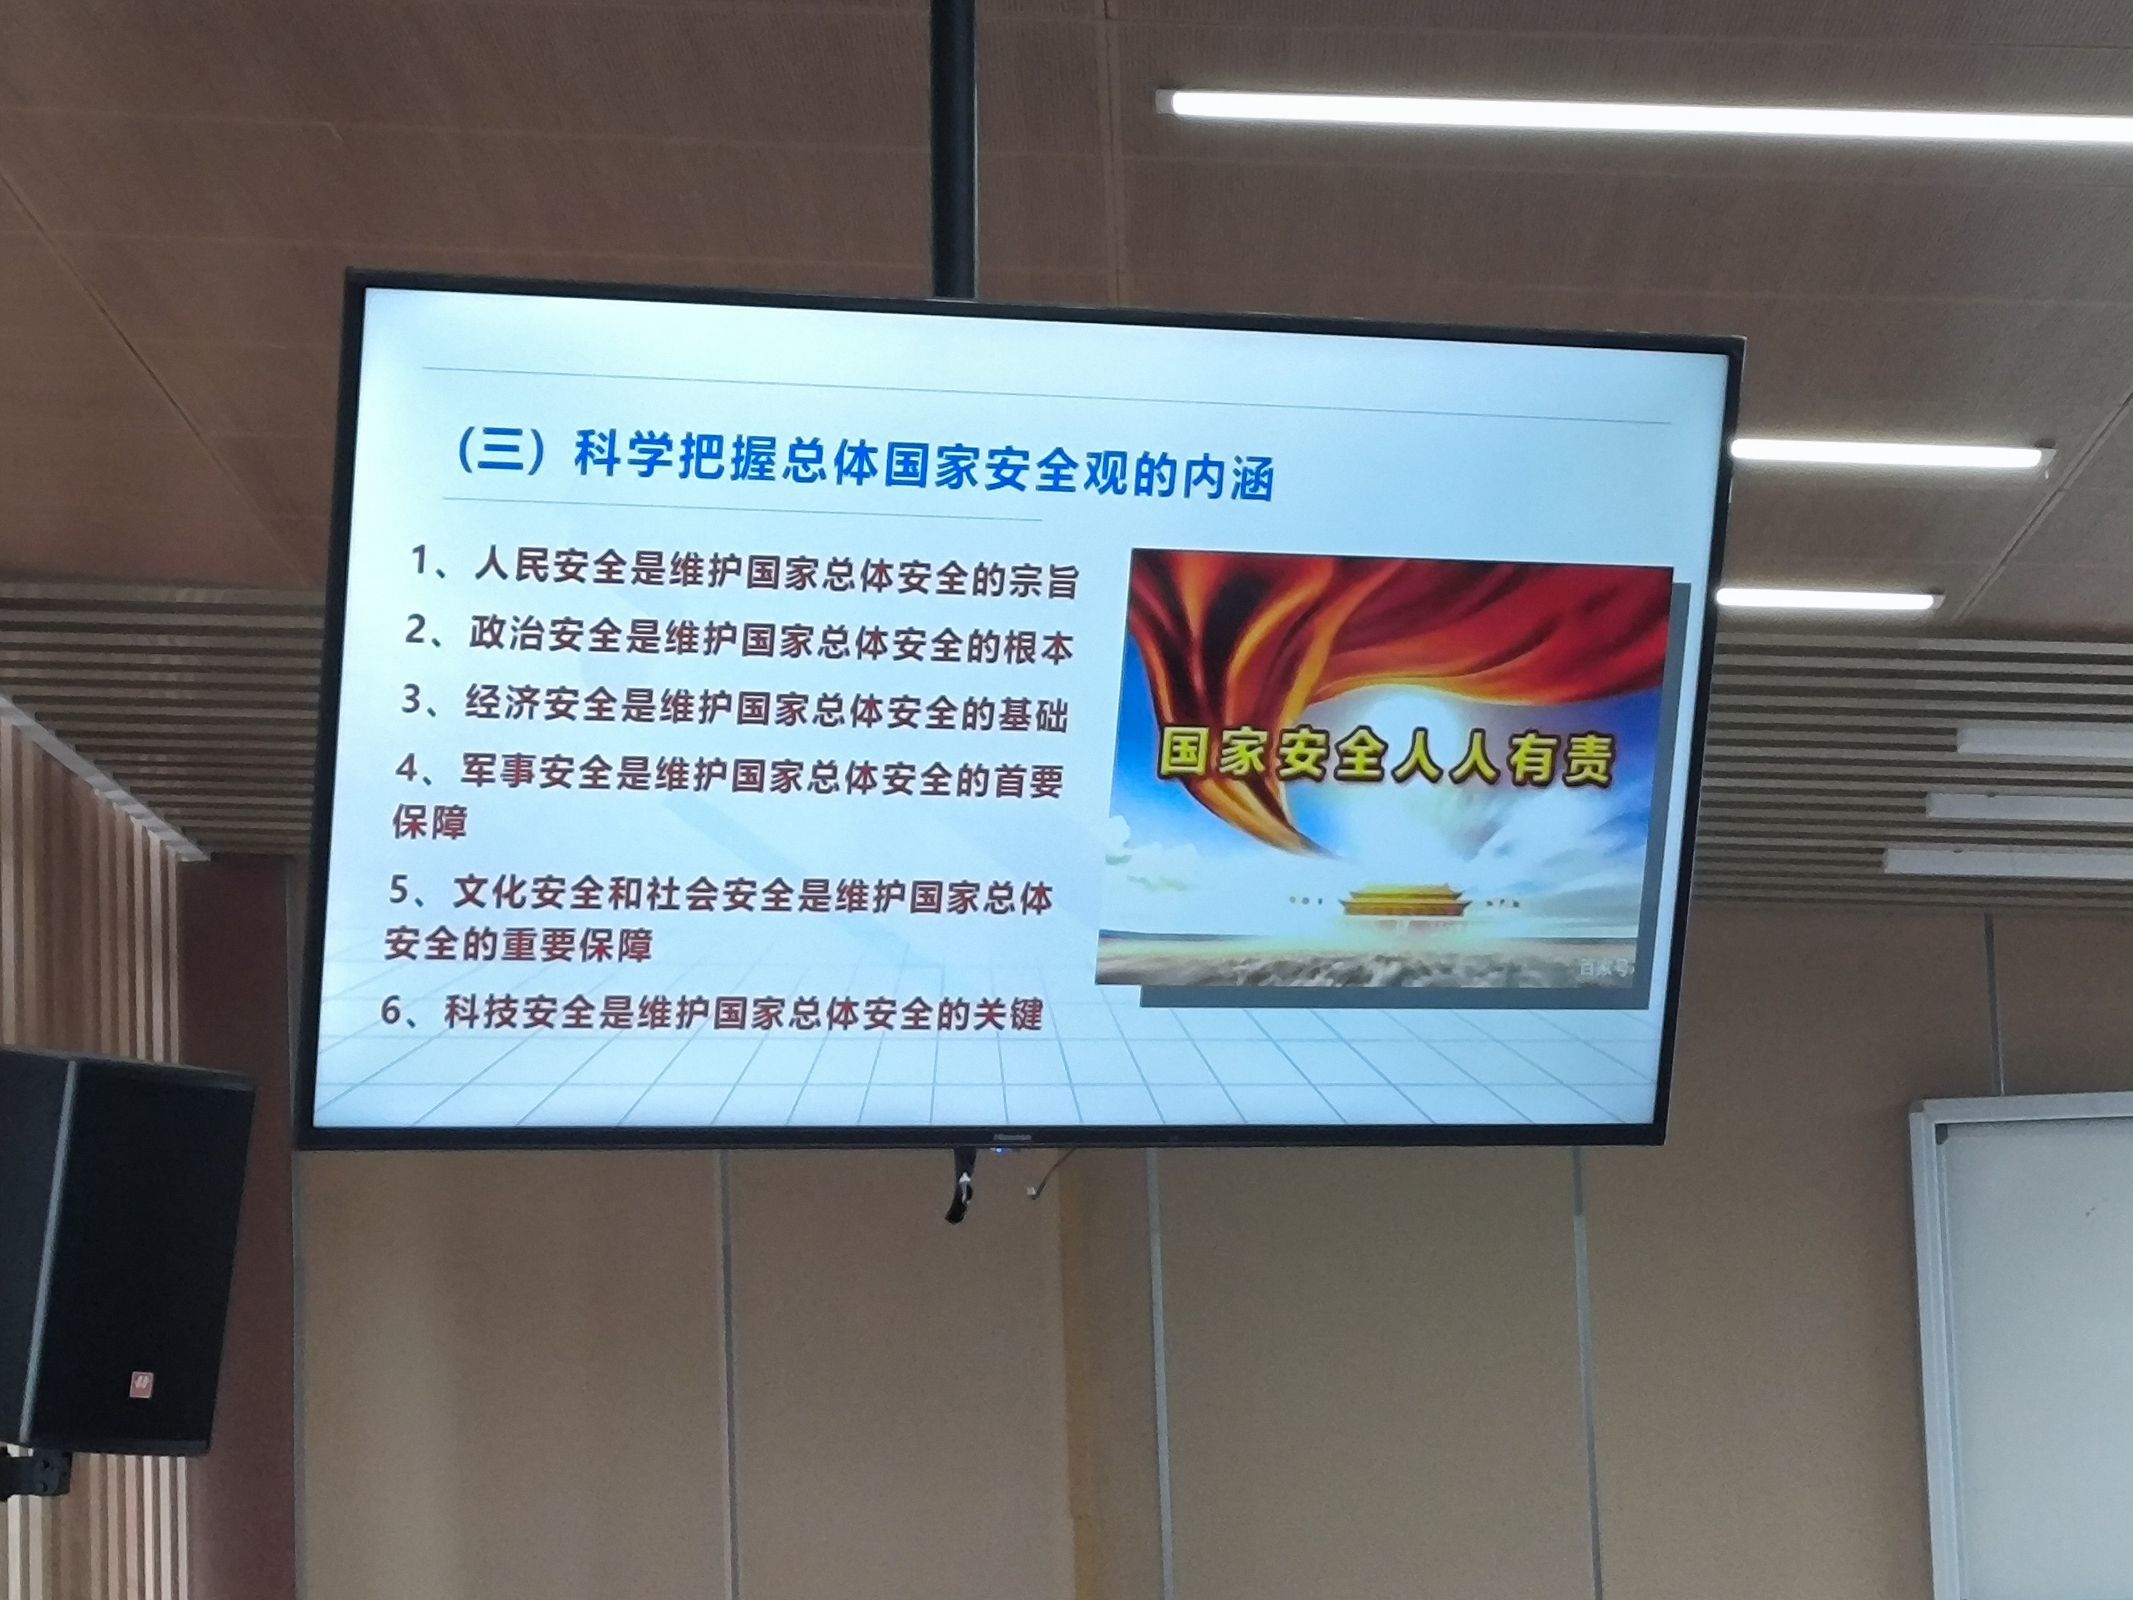 （三）科学把握总体国家安全观的内涵
1、人民安全是维护国家总体安全的宗旨
2、政治安全是维护国家总体安全的根本
3、经济安全是维护国家总体安全的基础
4、军事安全是维护国家总体安全的首要
保障
5、文化安全和社会安全是维护国家总体
安全的重要保障
6、科技安全是维护国家总体安全的关键
国家安全人人有责
百家号
Hisense